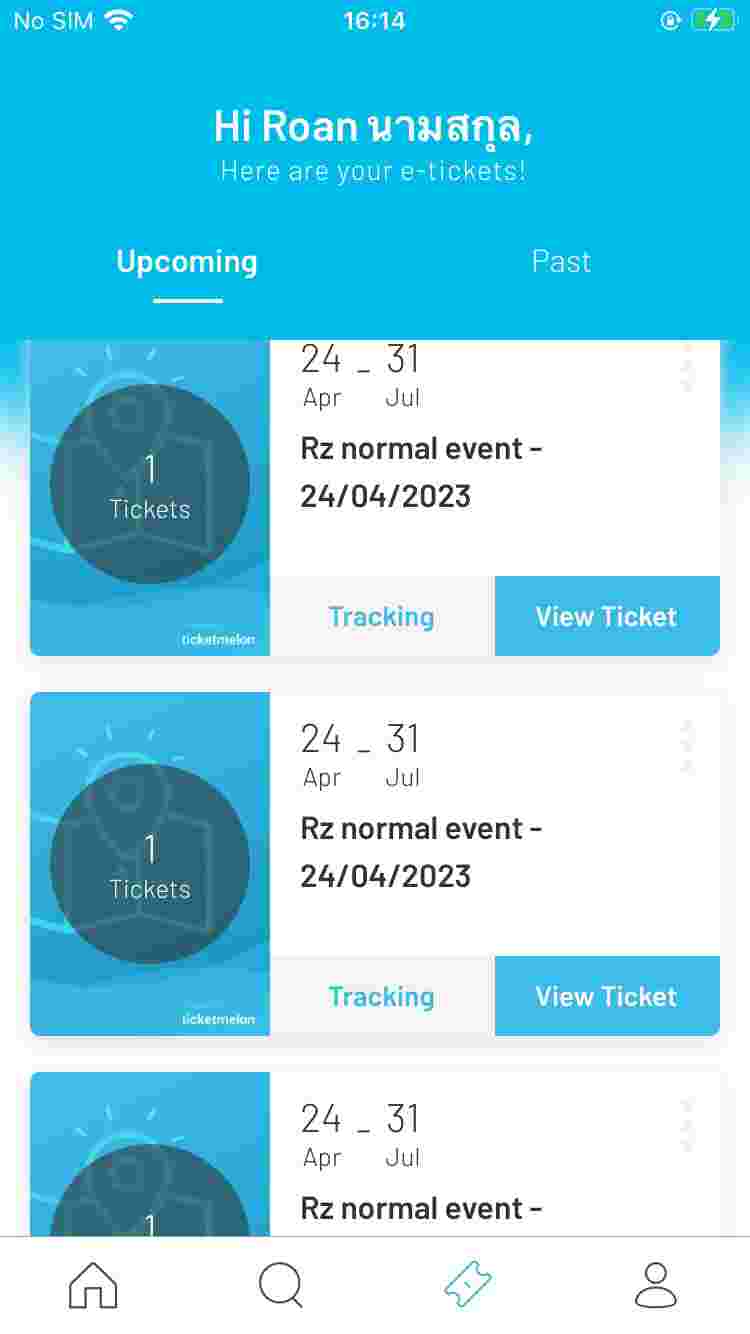 No SIM
16:14
Hi Roan นามสกุล,
Here are your e-tickets!
Upcoming
Past
1
Tickets
ticketmelon
24 - 31
Apr Jul
Rz normal event -
24/04/2023
Tracking
View Ticket
1
Tickets
ticketmelon
24 - 31
Apr Jul
Rz normal event -
24/04/2023
Tracking
View Ticket
1
24 - 31
Apr Jul
Rz normal event -